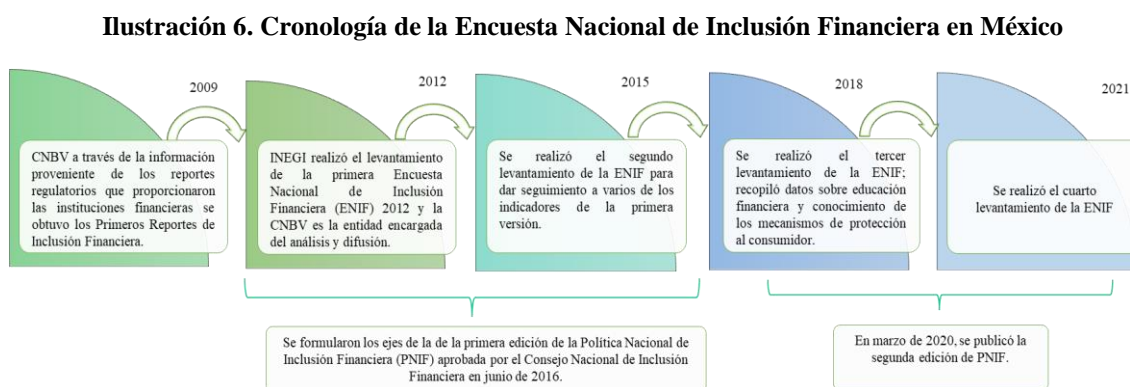 Ilustración 6. Cronología de la Encuesta Nacional de Inclusión Financiera en México
2009
CNBV a través de la información
proveniente de los reportes
regulatorios que proporcionaron
las instituciones financieras se
obtuvo los Primeros Reportes de
Inclusión Financiera.
2012
INEGI realizó el levantamiento
de la primera Encuesta
Nacional de Inclusión
Financiera (ENIF) 2012 y la
CNBV es la entidad encargada
del análisis y difusión.
2015
Se realizó el segundo
levantamiento de la ENIF para
dar seguimiento a varios de los
indicadores de la primera
versión.
2018
Se realizó el tercer
levantamiento de la ENIF;
recopiló datos sobre educación
financiera y conocimiento de
los mecanismos de protección
al consumidor.
2021
Se realizó el cuarto
levantamiento de la ENIF
Se formularon los ejes de la de la primera edición de la Política Nacional de
Inclusión Financiera (PNIF) aprobada por el Consejo Nacional de Inclusión
Financiera en junio de 2016.
En marzo de 2020, se publicó la
segunda edición de PNIF.